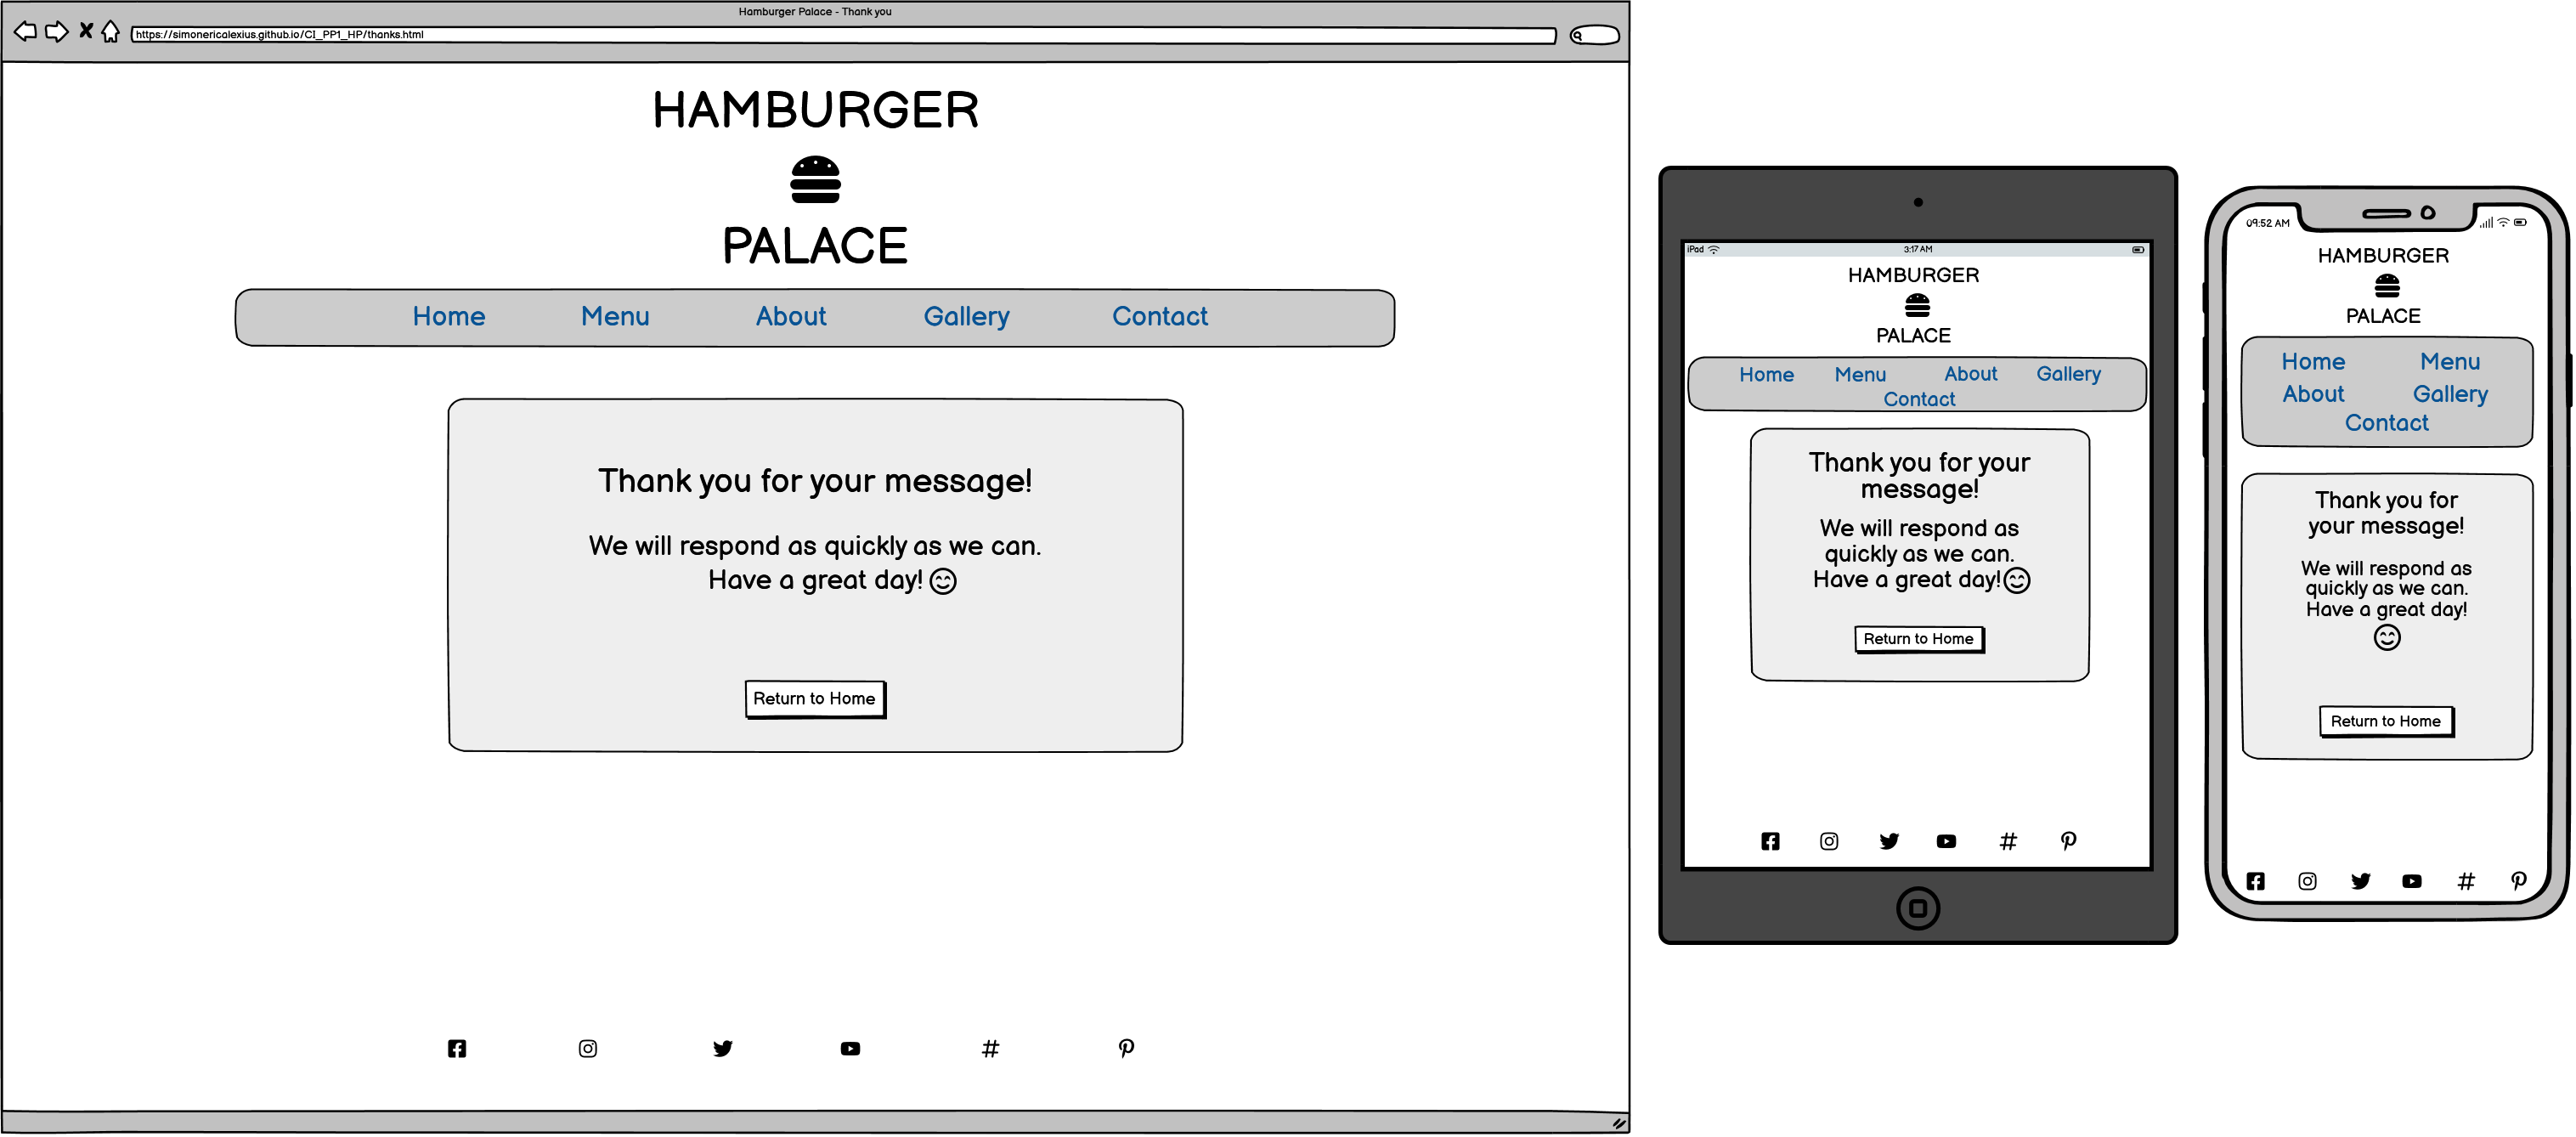 Hamburger Palace - Thank you
https://simonericalexius.github.io/CI_PP1_HP/thanks.html
HAMBURGER
PALACE
Home Menu About Gallery Contact
Thank you for your message!
We will respond as quickly as we can.
Have a great day!
Return to Home
iPad 3:17 AM
HAMBURGER
PALACE
Home Menu About Gallery
Contact
Thank you for your
message!
We will respond as
quickly as we can.
Have a great day!
Return to Home
09:52 AM
HAMBURGER
PALACE
Home Menu
About Gallery
Contact
Thank you for
your message!
We will respond as
quickly as we can.
Have a great day!
Return to Home